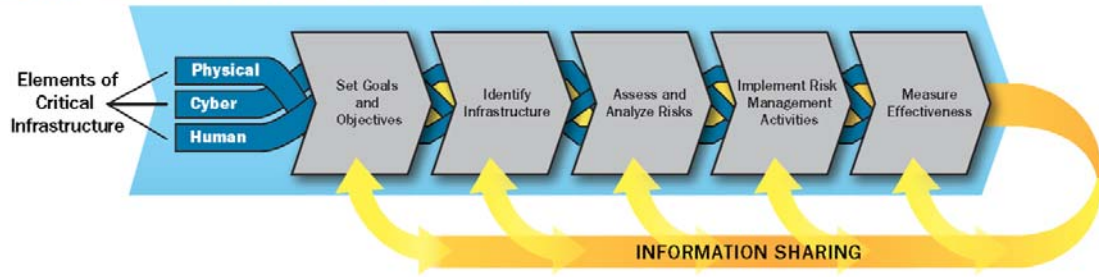 Elements of
Critical
Infrastructure
Physical
Cyber
Human
Set Goals
and
Objectives
Identify
Infrastructure
Assess and
Analyze Risks
Implement Risk
Management
Activities
Measure
Effectiveness
INFORMATION SHARING